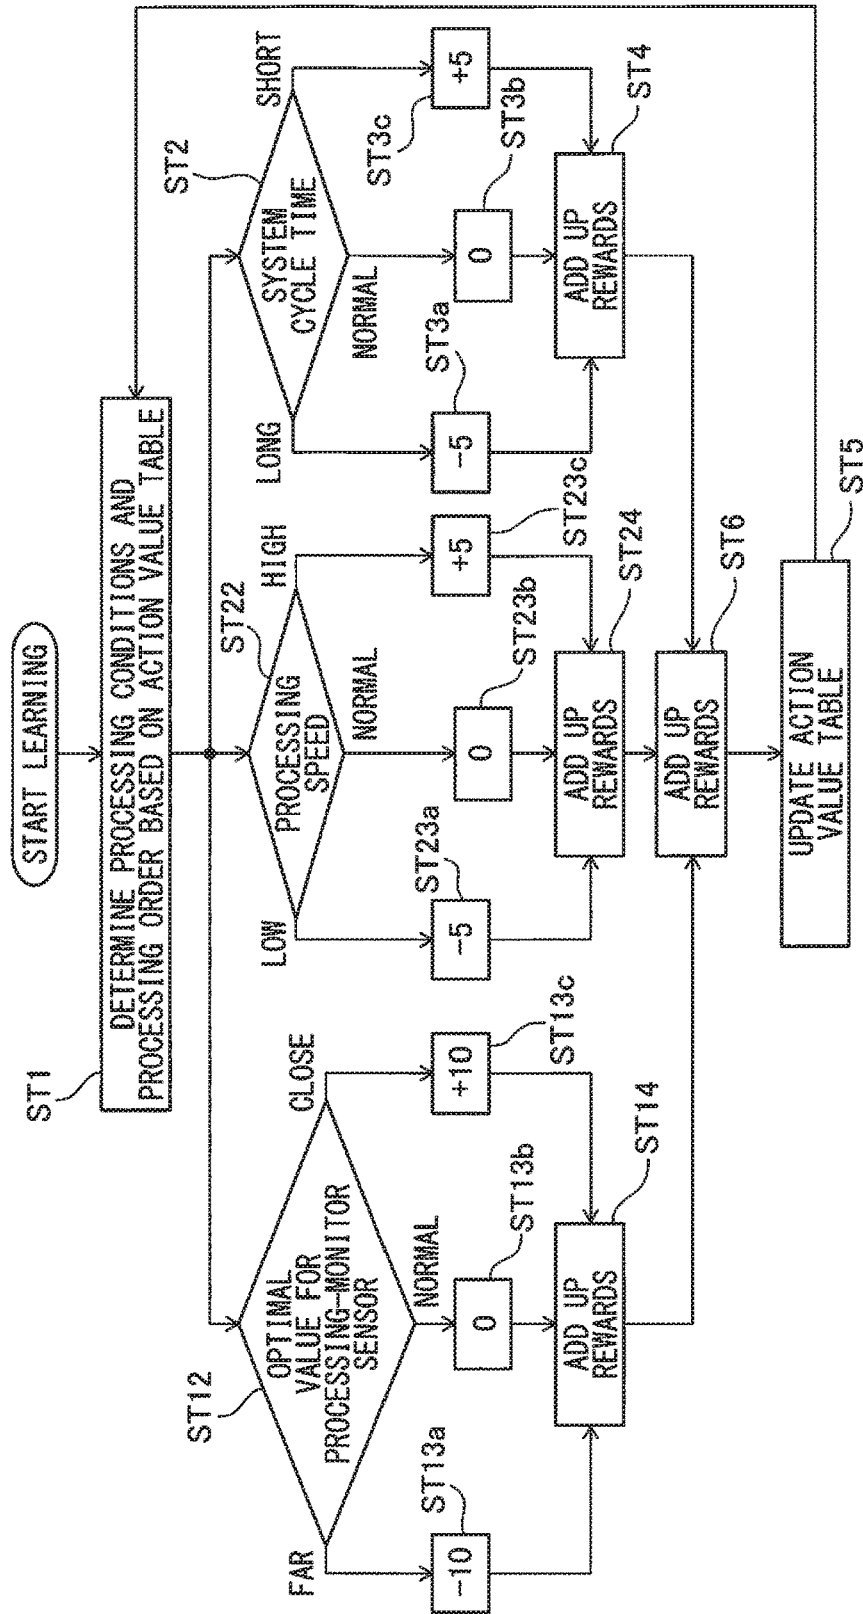 START LEARNING
ST1
DETERMINE PROCESSING CONDITIONS AND
PROCESSING ORDER BASED ON ACTION VALUE TABLE
ST12
OPTIMAL
VALUE FOR
PROCESSING-MONITOR
SENSOR
FAR
NORMAL
CLOSE
ST22
PROCESSING
SPEED
LOW
NORMAL
HIGH
ST2
SYSTEM
CYCLE TIME
LONG
NORMAL
SHORT
ST13a
-10
ST13b
0
ST13c
+10
ST23a
-5
ST23b
0
ST23c
+5
ST3a
-5
ST3b
0
ST3c
+5
ST14
ADD UP
REWARDS
ST24
ADD UP
REWARDS
ST4
ADD UP
REWARDS
ST6
ADD UP
REWARDS
ST5
UPDATE ACTION
VALUE TABLE